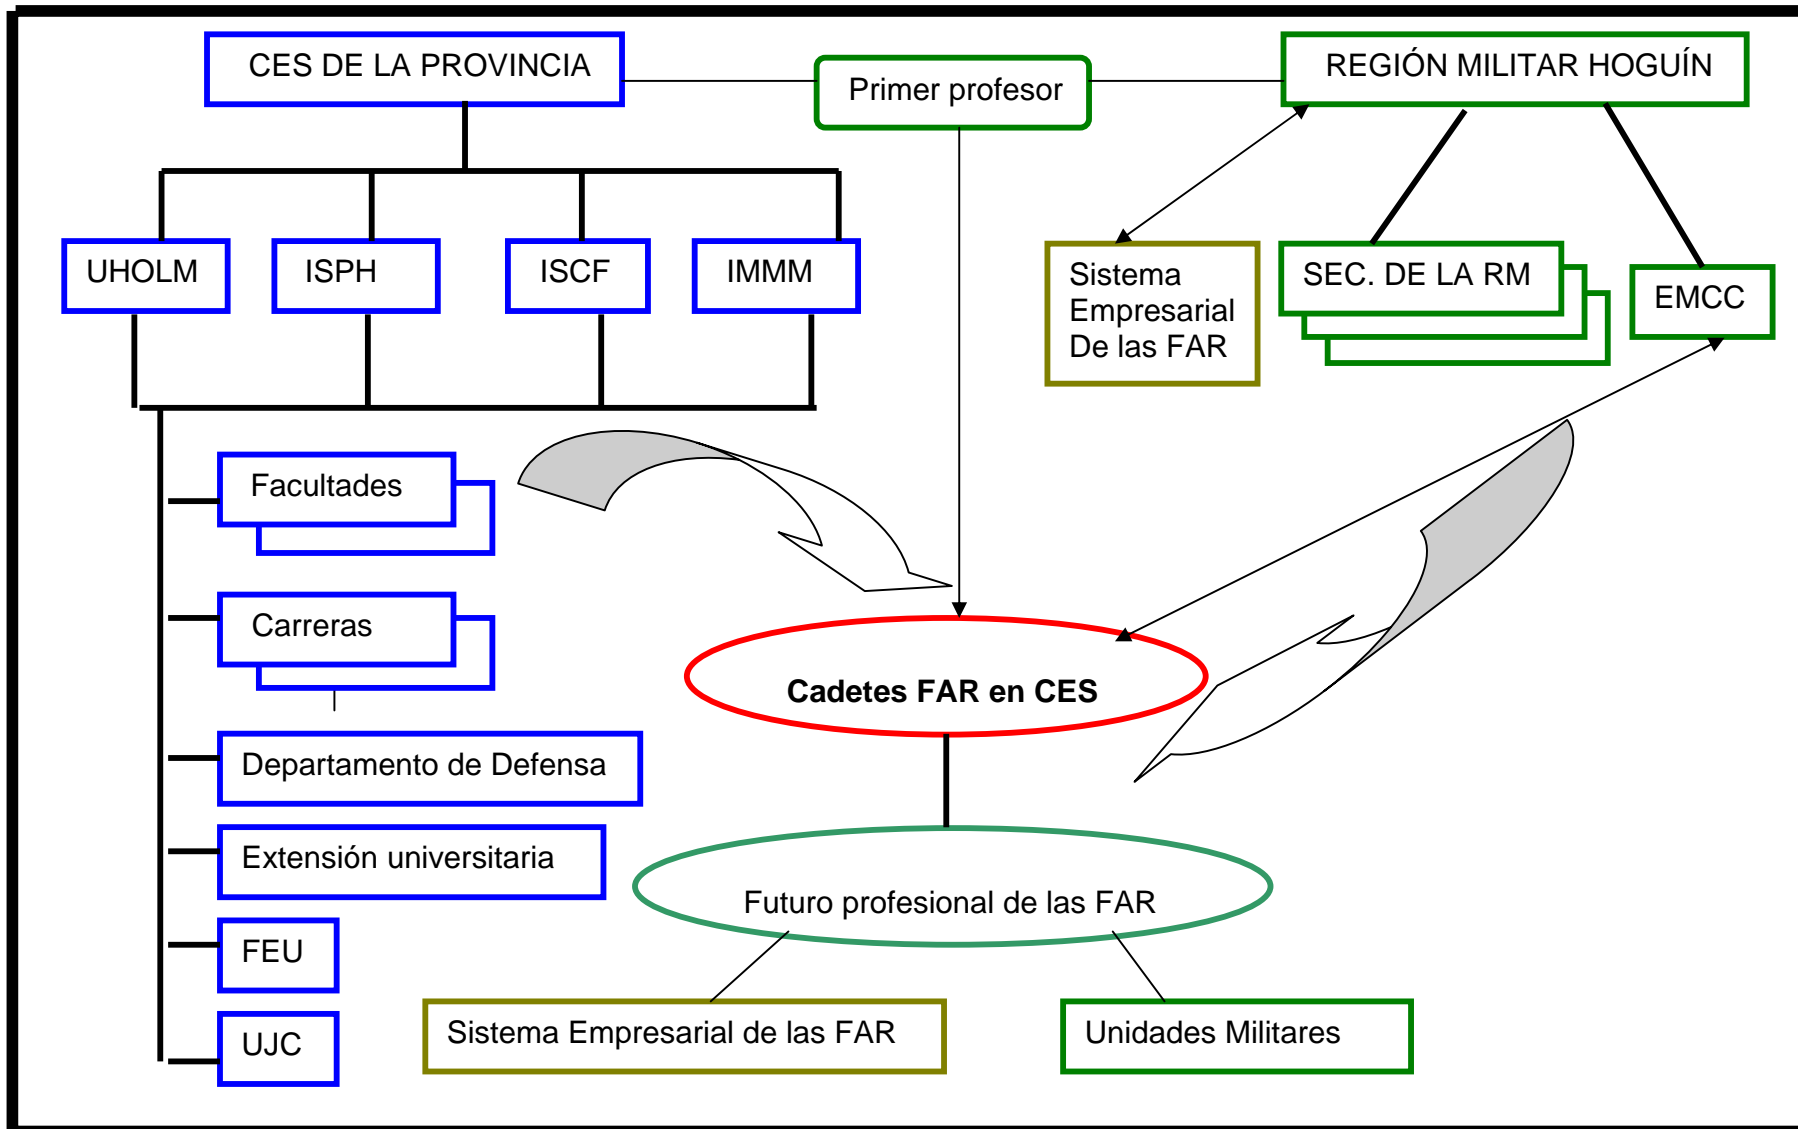 CES DE LA PROVINCIA
Primer profesor
REGIÓN MILITAR HOGUÍN
UHOLM
ISPH
ISCF
IMMM
Sistema
Empresarial
De las FAR
SEC. DE LA RM
EMCC
Facultades
Carreras
Cadetes FAR en CES
Departamento de Defensa
Extensión universitaria
Futuro profesional de las FAR
FEU
UJC
Sistema Empresarial de las FAR
Unidades Militares